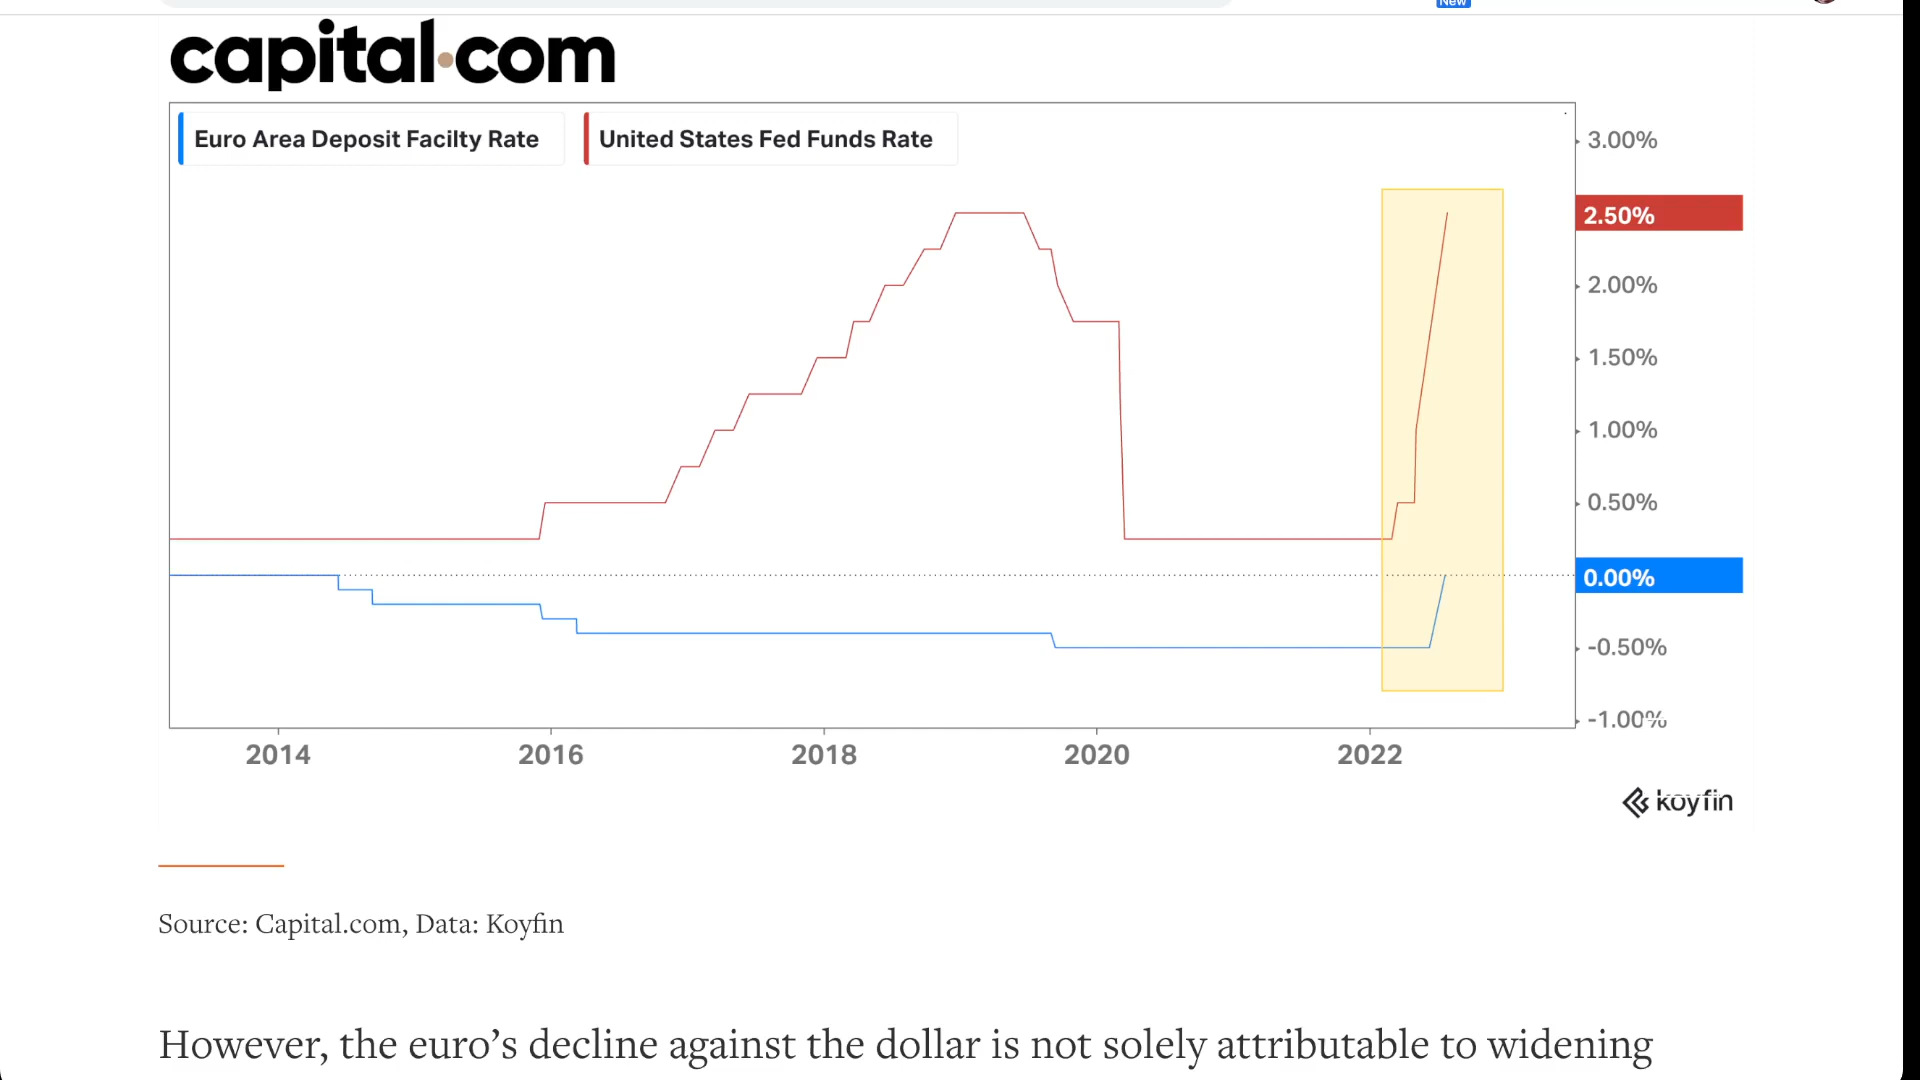 New
capital.com
Euro Area Deposit Facilty Rate
United States Fed Funds Rate
3.00%
2.50%
2.00%
1.50%
1.00%
0.50%
0.00%
-0.50%
-1.00%
2014 2016 2018 2020 2022
koyfin
Source: Capital.com, Data: Koyfin
However, the euro’s decline against the dollar is not solely attributable to widening